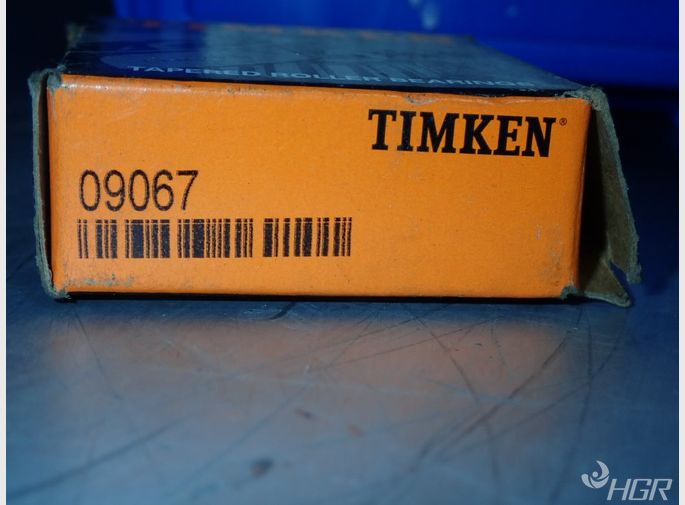 TAPERED ROLLER BEARINGS
TIMKEN®
09067
HGR